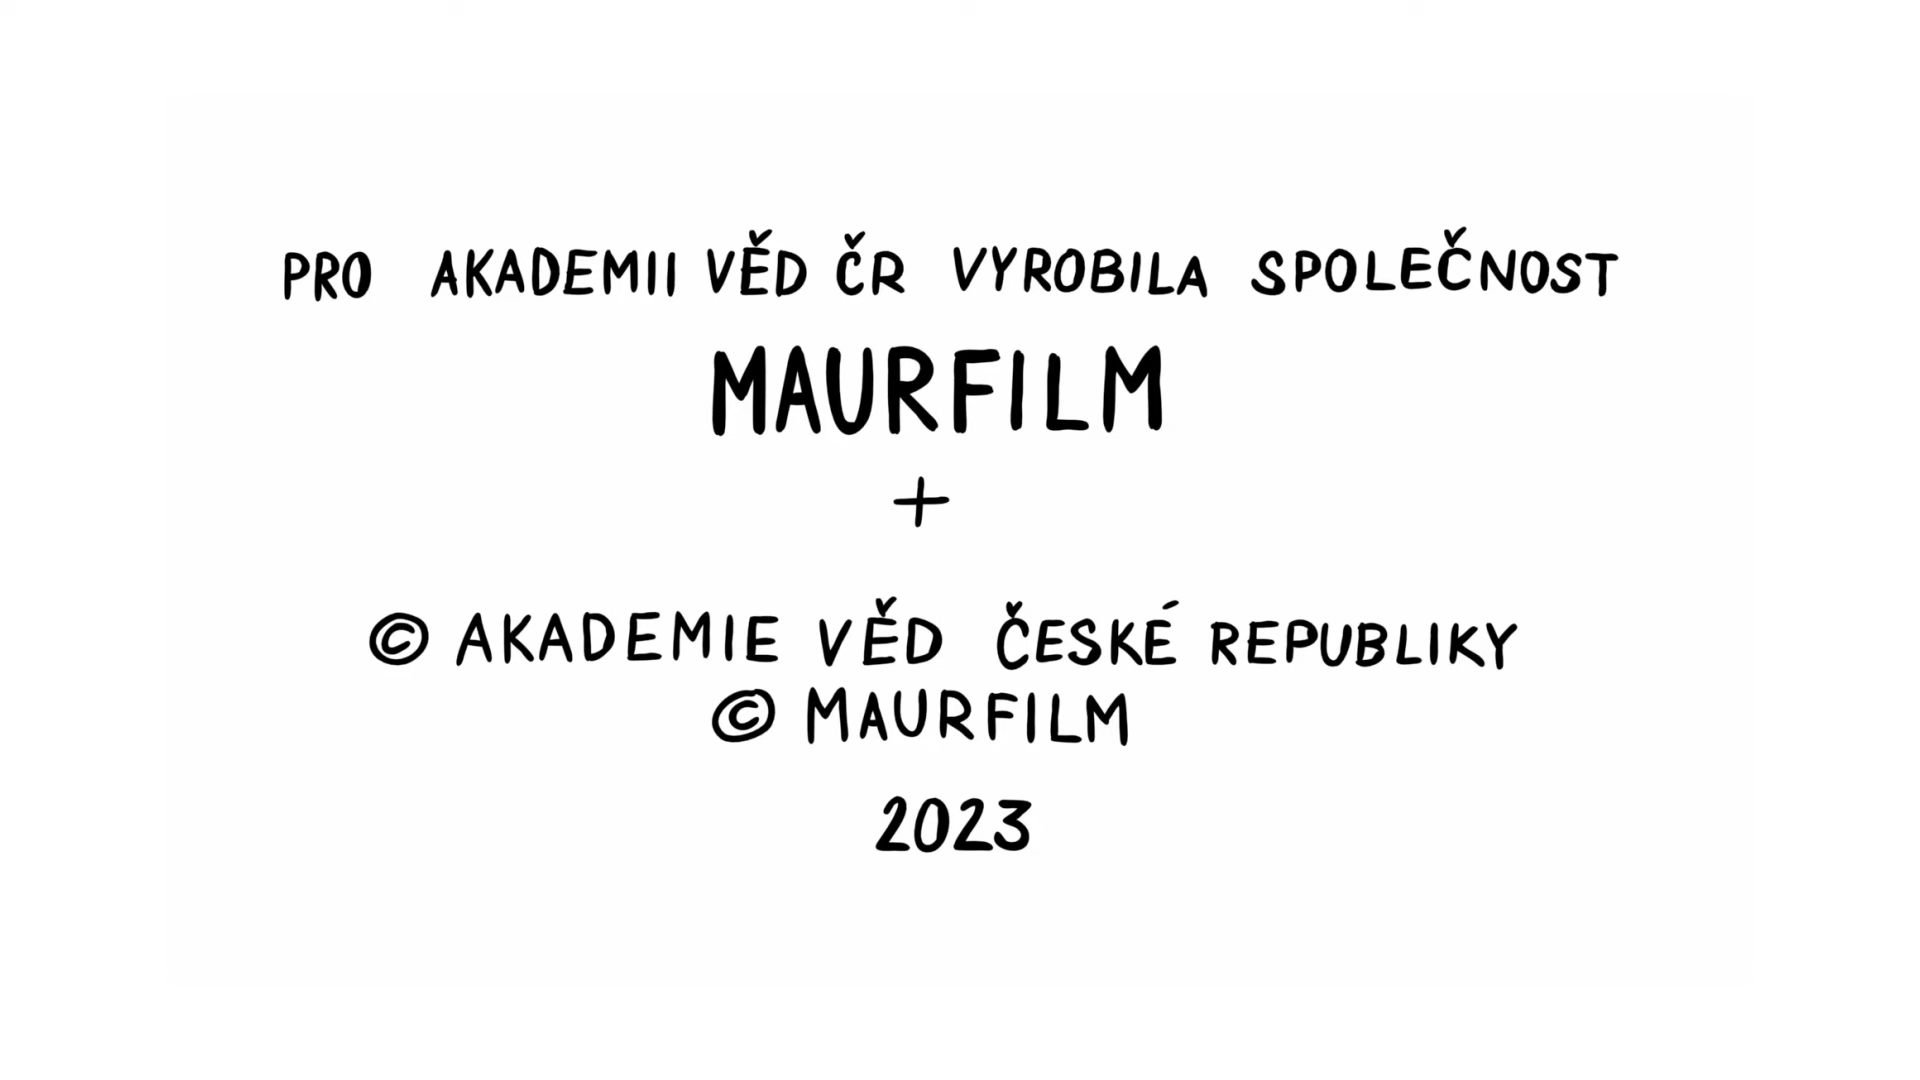 PRO AKADEMII VĚD ČR VYROBILA SPOLEČNOST
MAURFILM
+
© AKADEMIE VĚD ČESKÉ REPUBLIKY
© MAURFILM
2023